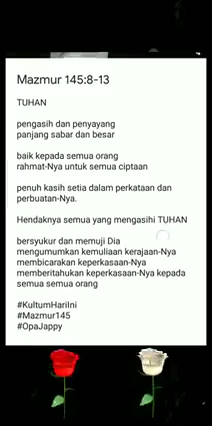 Mazmur 145:8-13
TUHAN
pengasih dan penyayang
panjang sabar dan besar
baik kepada semua orang
rahmat-Nya untuk semua ciptaan
penuh kasih setia dalam perkataan dan
perbuatan-Nya.
Hendaknya semua yang mengasihi TUHAN
bersyukur dan memuji Dia
mengumumkan kemuliaan kerajaan-Nya
membicarakan keperkasaan-Nya
memberitahukan keperkasaan-Nya kepada
semua semua orang
#KultumHariIni
#Mazmur145
#OpaJappy